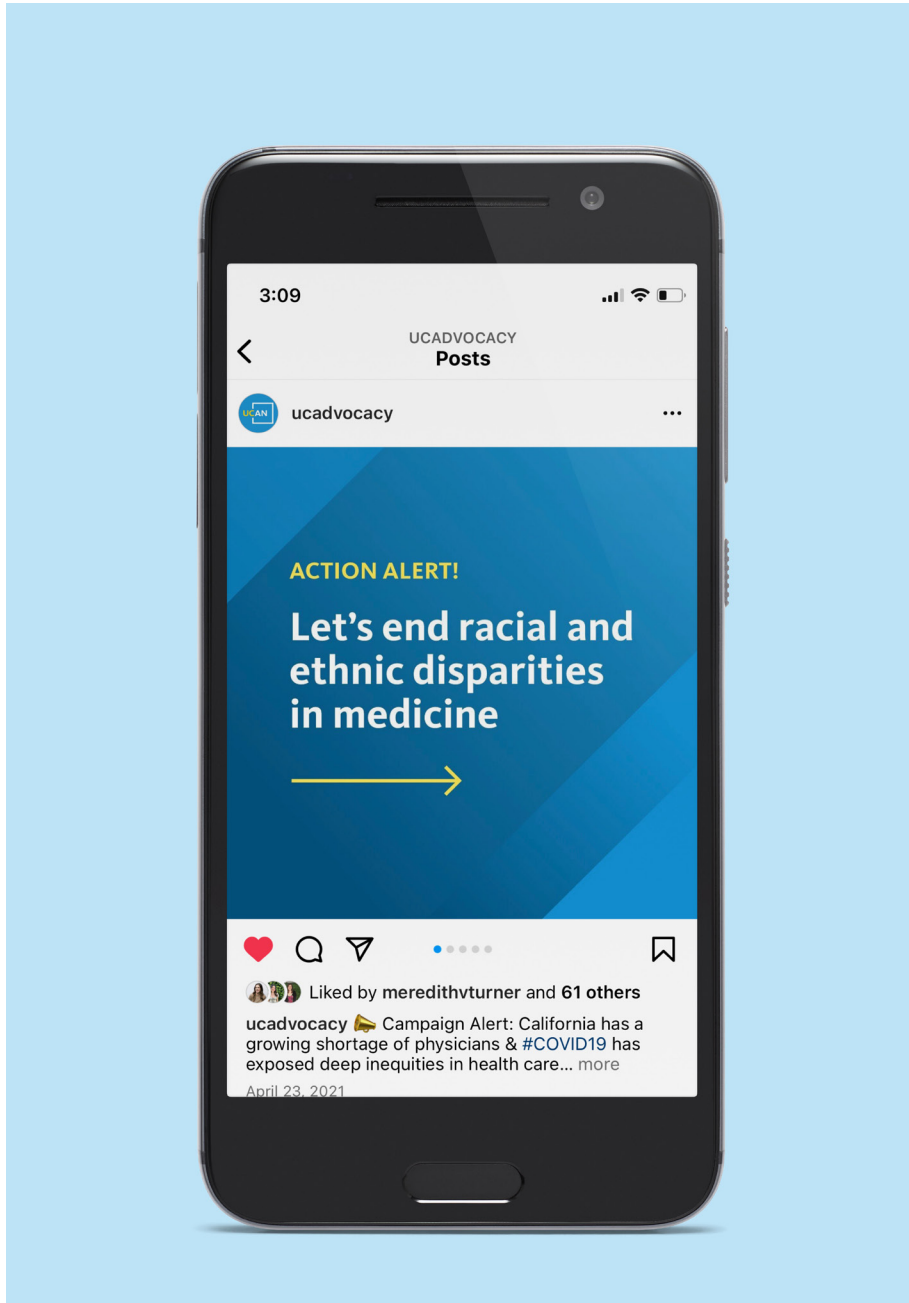 3:09
UCADVOCACY
Posts
UCAN
ucadvocacy
ACTION ALERT!
Let's end racial and
ethnic disparities
in medicine
Liked by meredithvturner and 61 others
ucadvocacy 📣 Campaign Alert: California has a
growing shortage of physicians & #COVID19 has
exposed deep inequities in health care... more
April 23, 2021